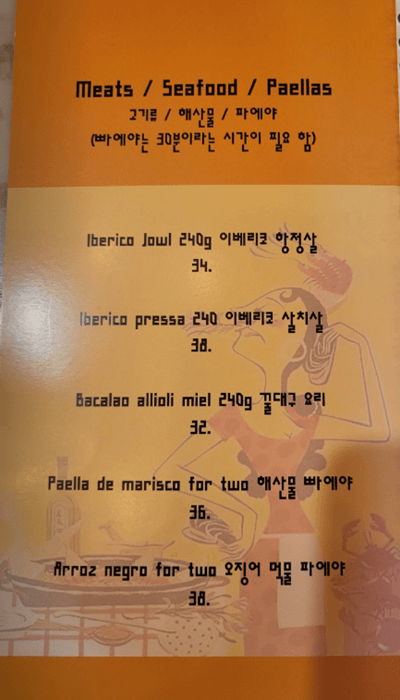 Meats / Seafood / Paellas
고기류 / 해산물 / 파에야
(빠에야는 30분이라는 시간이 필요 함)
Iberico Jowl 240g 이베리코 항정살
34.
Iberico pressa 240 이베리코 살치살
38.
Bacalao allioli miel 240g 꿀대구 요리
32.
Paella de marisco for two 해산물 빠에야
36.
Arroz negro for two 오징어 먹물 파에야
38.